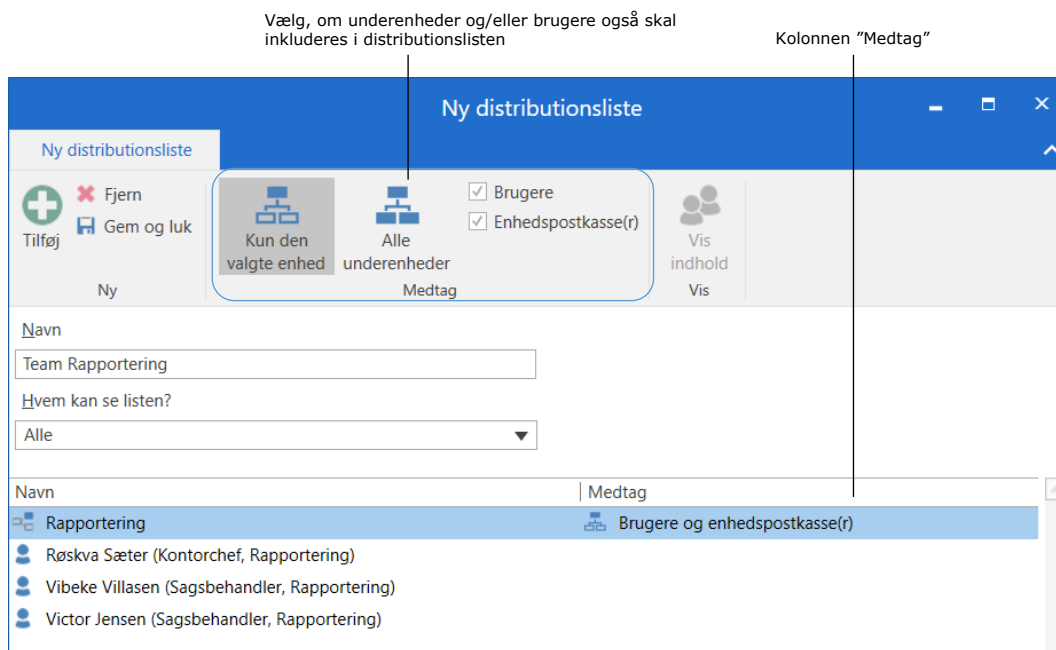 Vælg, om underenheder og/eller brugere også skal
inkluderes i distributionslisten
Kolonnen ”Medtag”
Ny distributionsliste
Ny distributionsliste
Tilføj
Fjern
Gem og luk
Ny
Kun den
valgte enhed
Alle
underenheder
Brugere
Enhedspostkasse(r)
Medtag
Vis
indhold
Vis
Navn
Team Rapportering
Hvem kan se listen?
Alle
Navn Medtag
Rapportering Brugere og enhedspostkasse(r)
Røskva Sæter (Kontorchef, Rapportering)
Vibeke Villasen (Sagsbehandler, Rapportering)
Victor Jensen (Sagsbehandler, Rapportering)